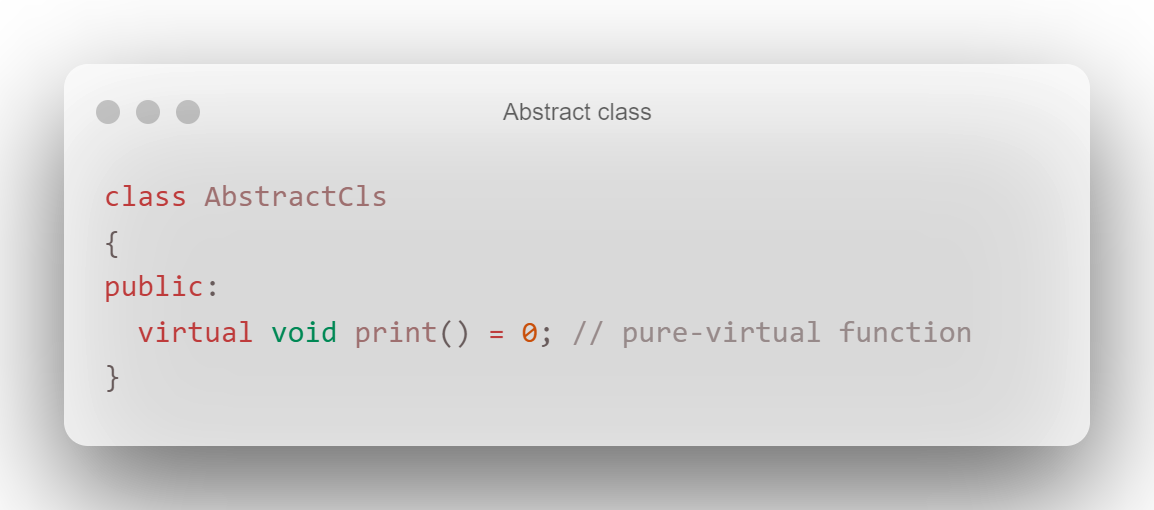 Abstract class
class AbstractCls
{
public:
  virtual void print() = 0; // pure-virtual function
}